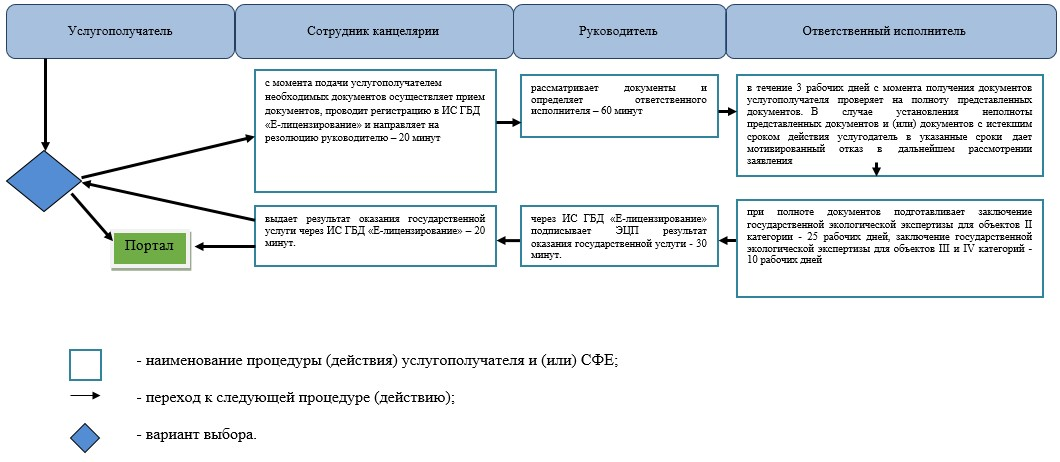 Услугополучатель
Сотрудник канцелярии
Руководитель
Ответственный исполнитель
с момента подачи услугополучателем
необходимых документов осуществляет прием
документов, проводит регистрацию в ИС ГБД
«Е-лицензирование» и направляет на
резолюцию руководителю – 20 минут
рассматривает документы и
определяет ответственного
исполнителя – 60 минут
в течение 3 рабочих дней с момента получения документов
услугополучателя проверяет на полноту представленных
документов. В случае установления неполноты
представленных документов и (или) документов с истекшим
сроком действия услугодатель в указанные сроки дает
мотивированный отказ в дальнейшем рассмотрении
заявления
выдает результат оказания государственной
услуги через ИС ГБД «Е-лицензирование» – 20
минут.
через ИС ГБД «Е-лицензирование»
подписывает ЭЦП результат
оказания государственной услуги - 30
минут.
при полноте документов подготавливает заключение
государственной экологической экспертизы для объектов II
категории - 25 рабочих дней, заключение государственной
экологической экспертизы для объектов III и IV категорий -
10 рабочих дней
Портал
- наименование процедуры (действия) услугополучателя и (или) СФЕ;
- переход к следующей процедуре (действию);
- вариант выбора.